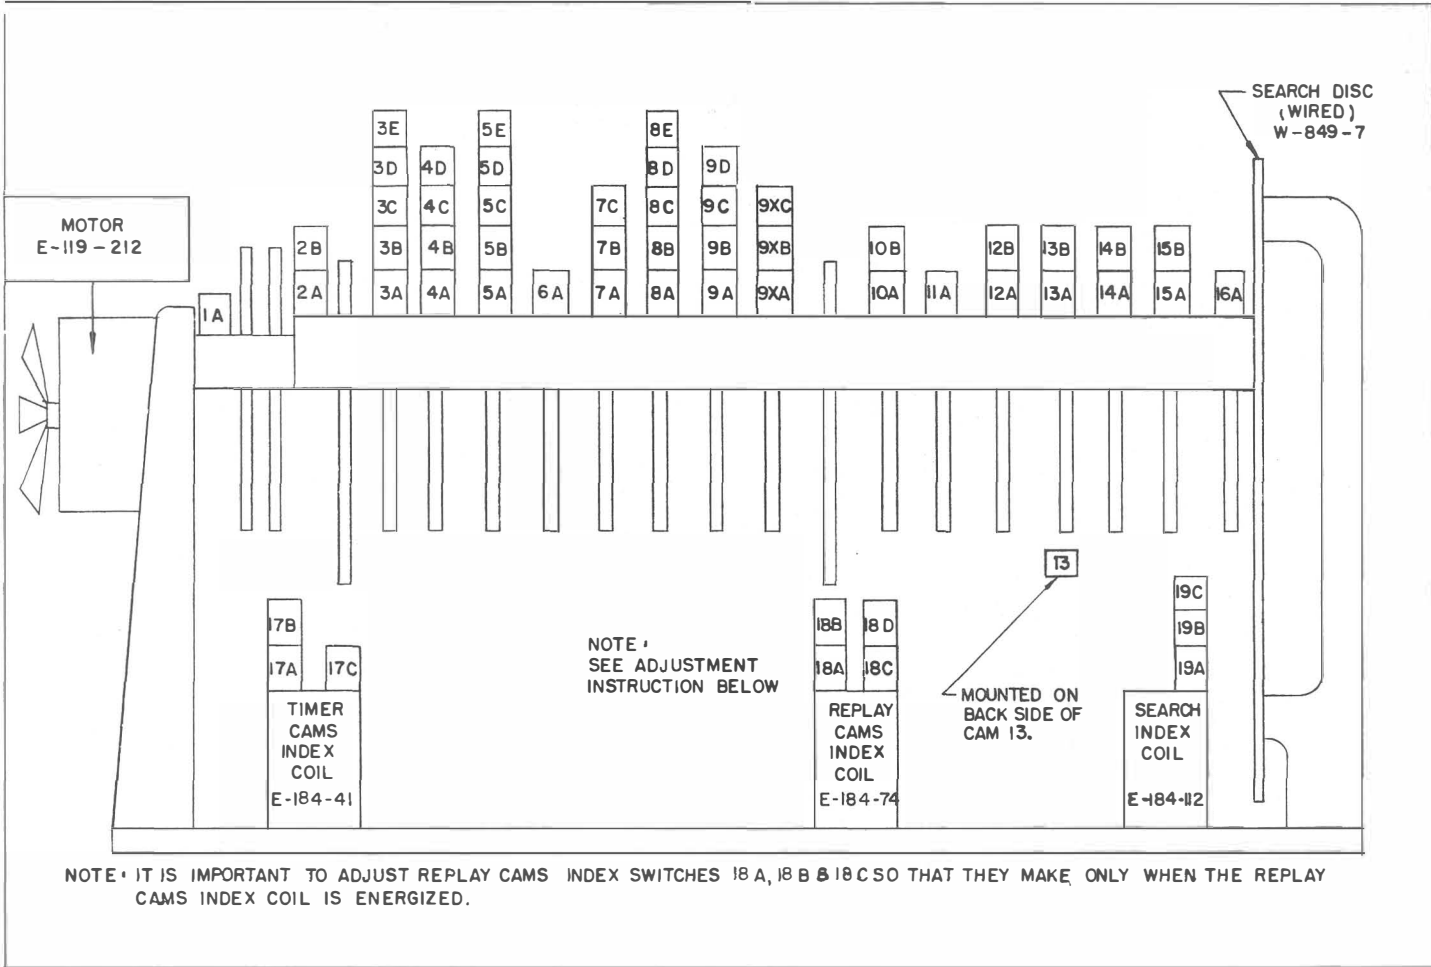 SEARCH DISC
(WIRED)
W-849-7
MOTOR
E-119-212
1A
2B
2A
3E
3D
3C
3B
3A
4D
4C
4B
4A
5E
5D
5C
5B
5A
6A
7C
7B
7A
8E
8D
8C
8B
8A
9D
9C
9B
9A
9XC
9XB
9XA
10B
10A
11A
12B
12A
13B
13A
14B
14A
15B
15A
16A
13
MOUNTED ON
BACK SIDE OF
CAM 13.
17B
17A
17C
TIMER
CAMS
INDEX
COIL
E-184-41
NOTE:
SEE ADJUSTMENT
INSTRUCTION BELOW
18B
18A
18D
18C
REPLAY
CAMS
INDEX
COIL
E-184-74
19C
19B
19A
SEARCH
INDEX
COIL
E-184-112
NOTE: IT IS IMPORTANT TO ADJUST REPLAY CAMS INDEX SWITCHES 18A, 18B & 18C SO THAT THEY MAKE ONLY WHEN THE REPLAY
CAMS INDEX COIL IS ENERGIZED.